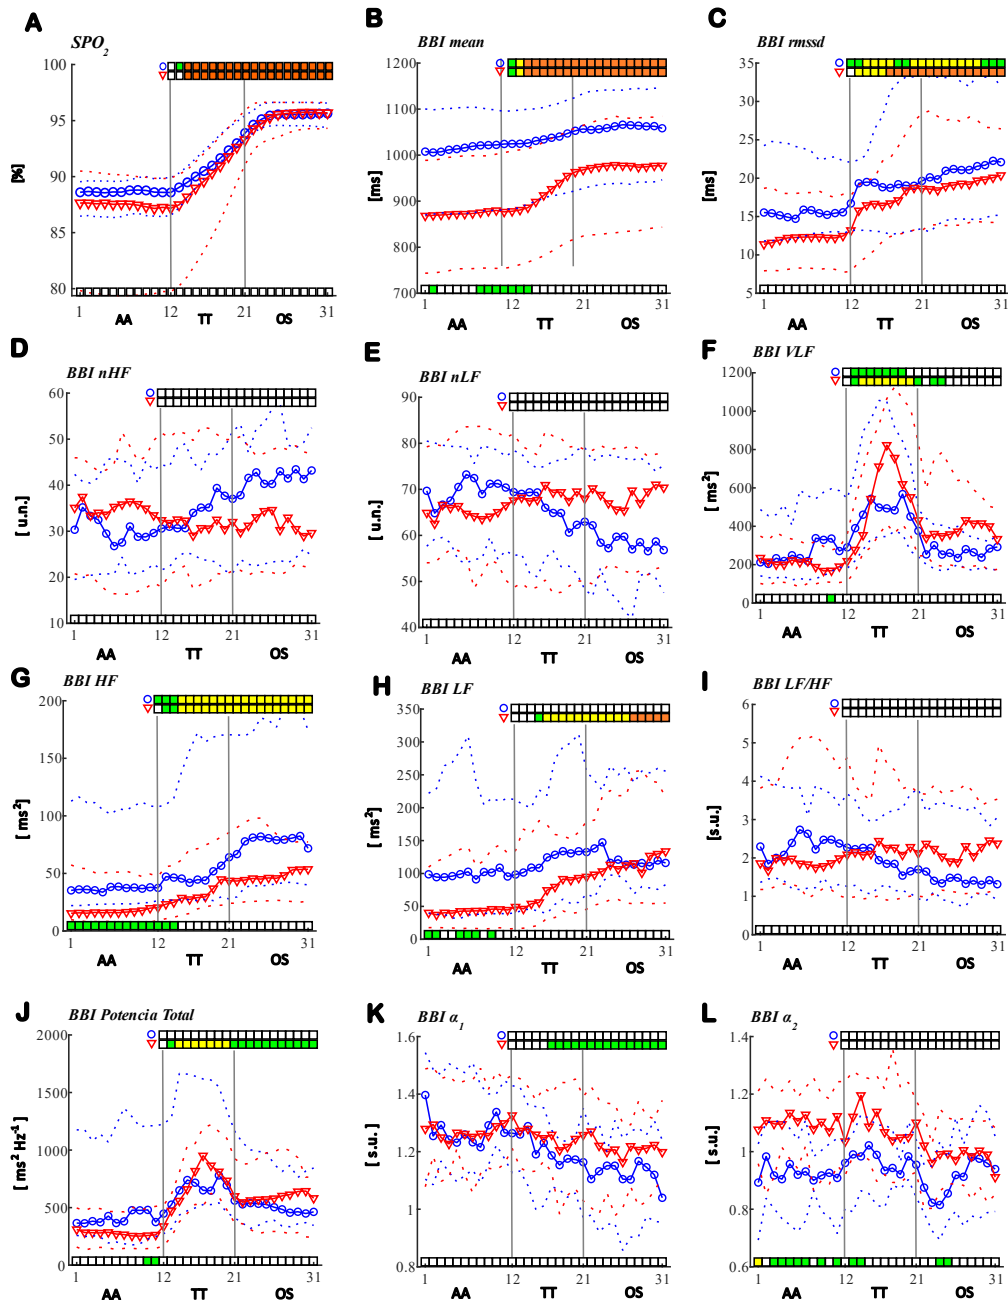 A
SPO2
100
95
90
85
80
[%]
1 12 21 31
AA TT OS
B
BBI mean
1200
1100
1000
900
800
700
[ms]
1 12 21 31
AA TT OS
C
BBI rmssd
35
30
25
20
15
10
5
[ms]
1 12 21 31
AA TT OS
D
BBI nHF
60
50
40
30
20
10
[ u.n.]
1 12 21 31
AA TT OS
E
BBI nLF
90
80
70
60
50
40
[ u.n.]
1 12 21 31
AA TT OS
F
BBI VLF
1200
1000
800
600
400
200
0
[ ms²]
1 12 21 31
AA TT OS
G
BBI HF
200
150
100
50
0
[ ms²]
1 12 21 31
AA TT OS
H
BBI LF
350
300
250
200
150
100
50
0
[ ms²]
1 12 21 31
AA TT OS
I
BBI LF/HF
6
5
4
3
2
1
0
[s.u.]
1 12 21 31
AA TT OS
J
BBI Potencia Total
2000
1500
1000
500
0
[ ms² Hz⁻¹]
1 12 21 31
AA TT OS
K
BBI α1
1.6
1.4
1.2
1
0.8
[ s.u.]
1 12 21 31
AA TT OS
L
BBI α2
1.4
1.2
1
0.8
0.6
[s.u.]
1 12 21 31
AA TT OS